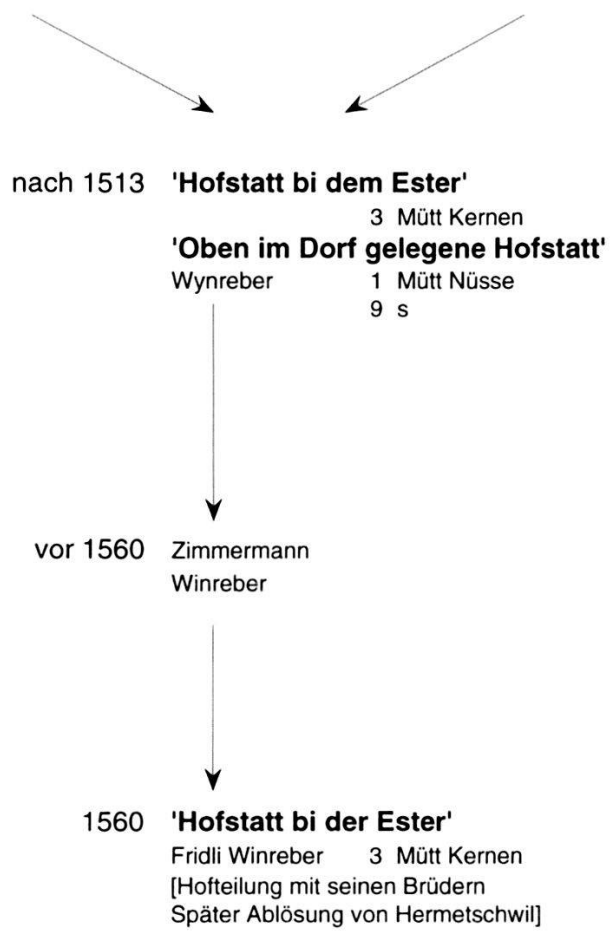 nach 1513 'Hofstatt bi dem Ester'
3 Mütt Kernen
'Oben im Dorf gelegene Hofstatt'
Wynreber 1 Mütt Nüsse
9 s
vor 1560 Zimmermann
Winreber
1560 'Hofstatt bi der Ester'
Fridli Winreber 3 Mütt Kernen
[Hofteilung mit seinen Brüdern
Später Ablösung von Hermetschwil]